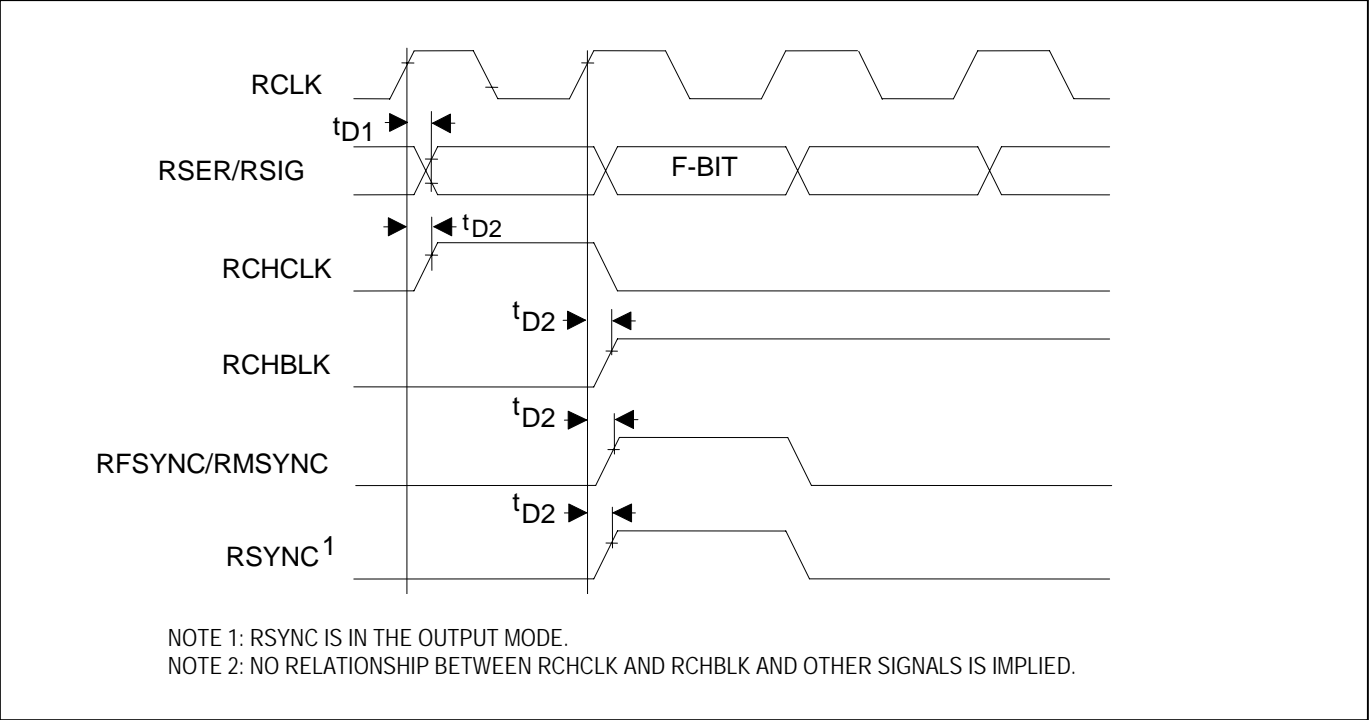 RCLK
tD1
RSER/RSIG
F-BIT
tD2
RCHCLK
tD2
RCHBLK
tD2
RFSYNC/RMSYNC
tD2
RSYNC1
NOTE 1: RSYNC IS IN THE OUTPUT MODE.
NOTE 2: NO RELATIONSHIP BETWEEN RCHCLK AND RCHBLK AND OTHER SIGNALS IS IMPLIED.